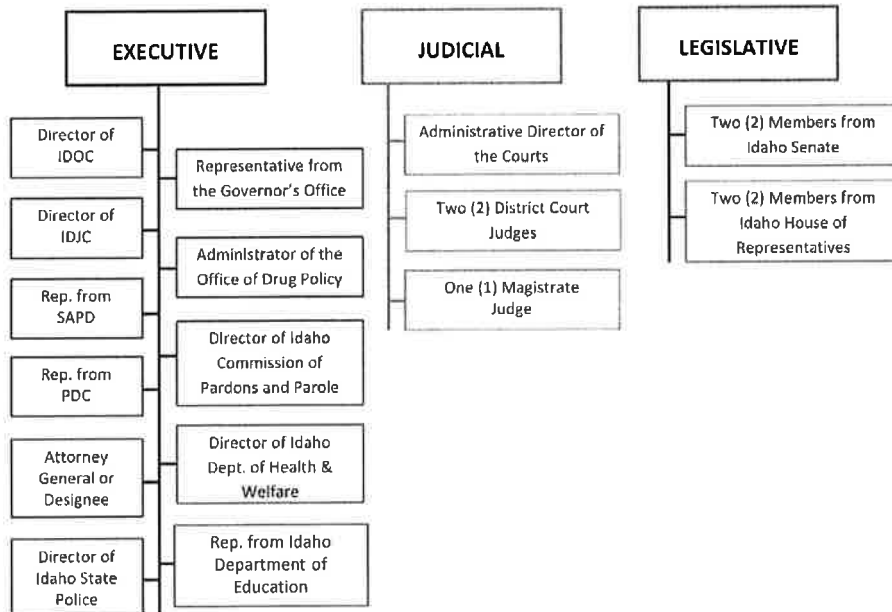 EXECUTIVE
Director of
IDOC
Representative from
the Governor's Office
Director of
IDJC
Administrator of the
Office of Drug Policy
Rep. from
SAPD
Director of Idaho
Commission of
Pardons and Parole
Rep. from
PDC
Attorney
General or
Designee
Director of Idaho
Dept. of Health &
Welfare
Director of
Idaho State
Police
Rep. from Idaho
Department of
Education
JUDICIAL
Administrative Director of
the Courts
Two (2) District Court
Judges
One (1) Magistrate
Judge
LEGISLATIVE
Two (2) Members from
Idaho Senate
Two (2) Members from
Idaho House of
Representatives